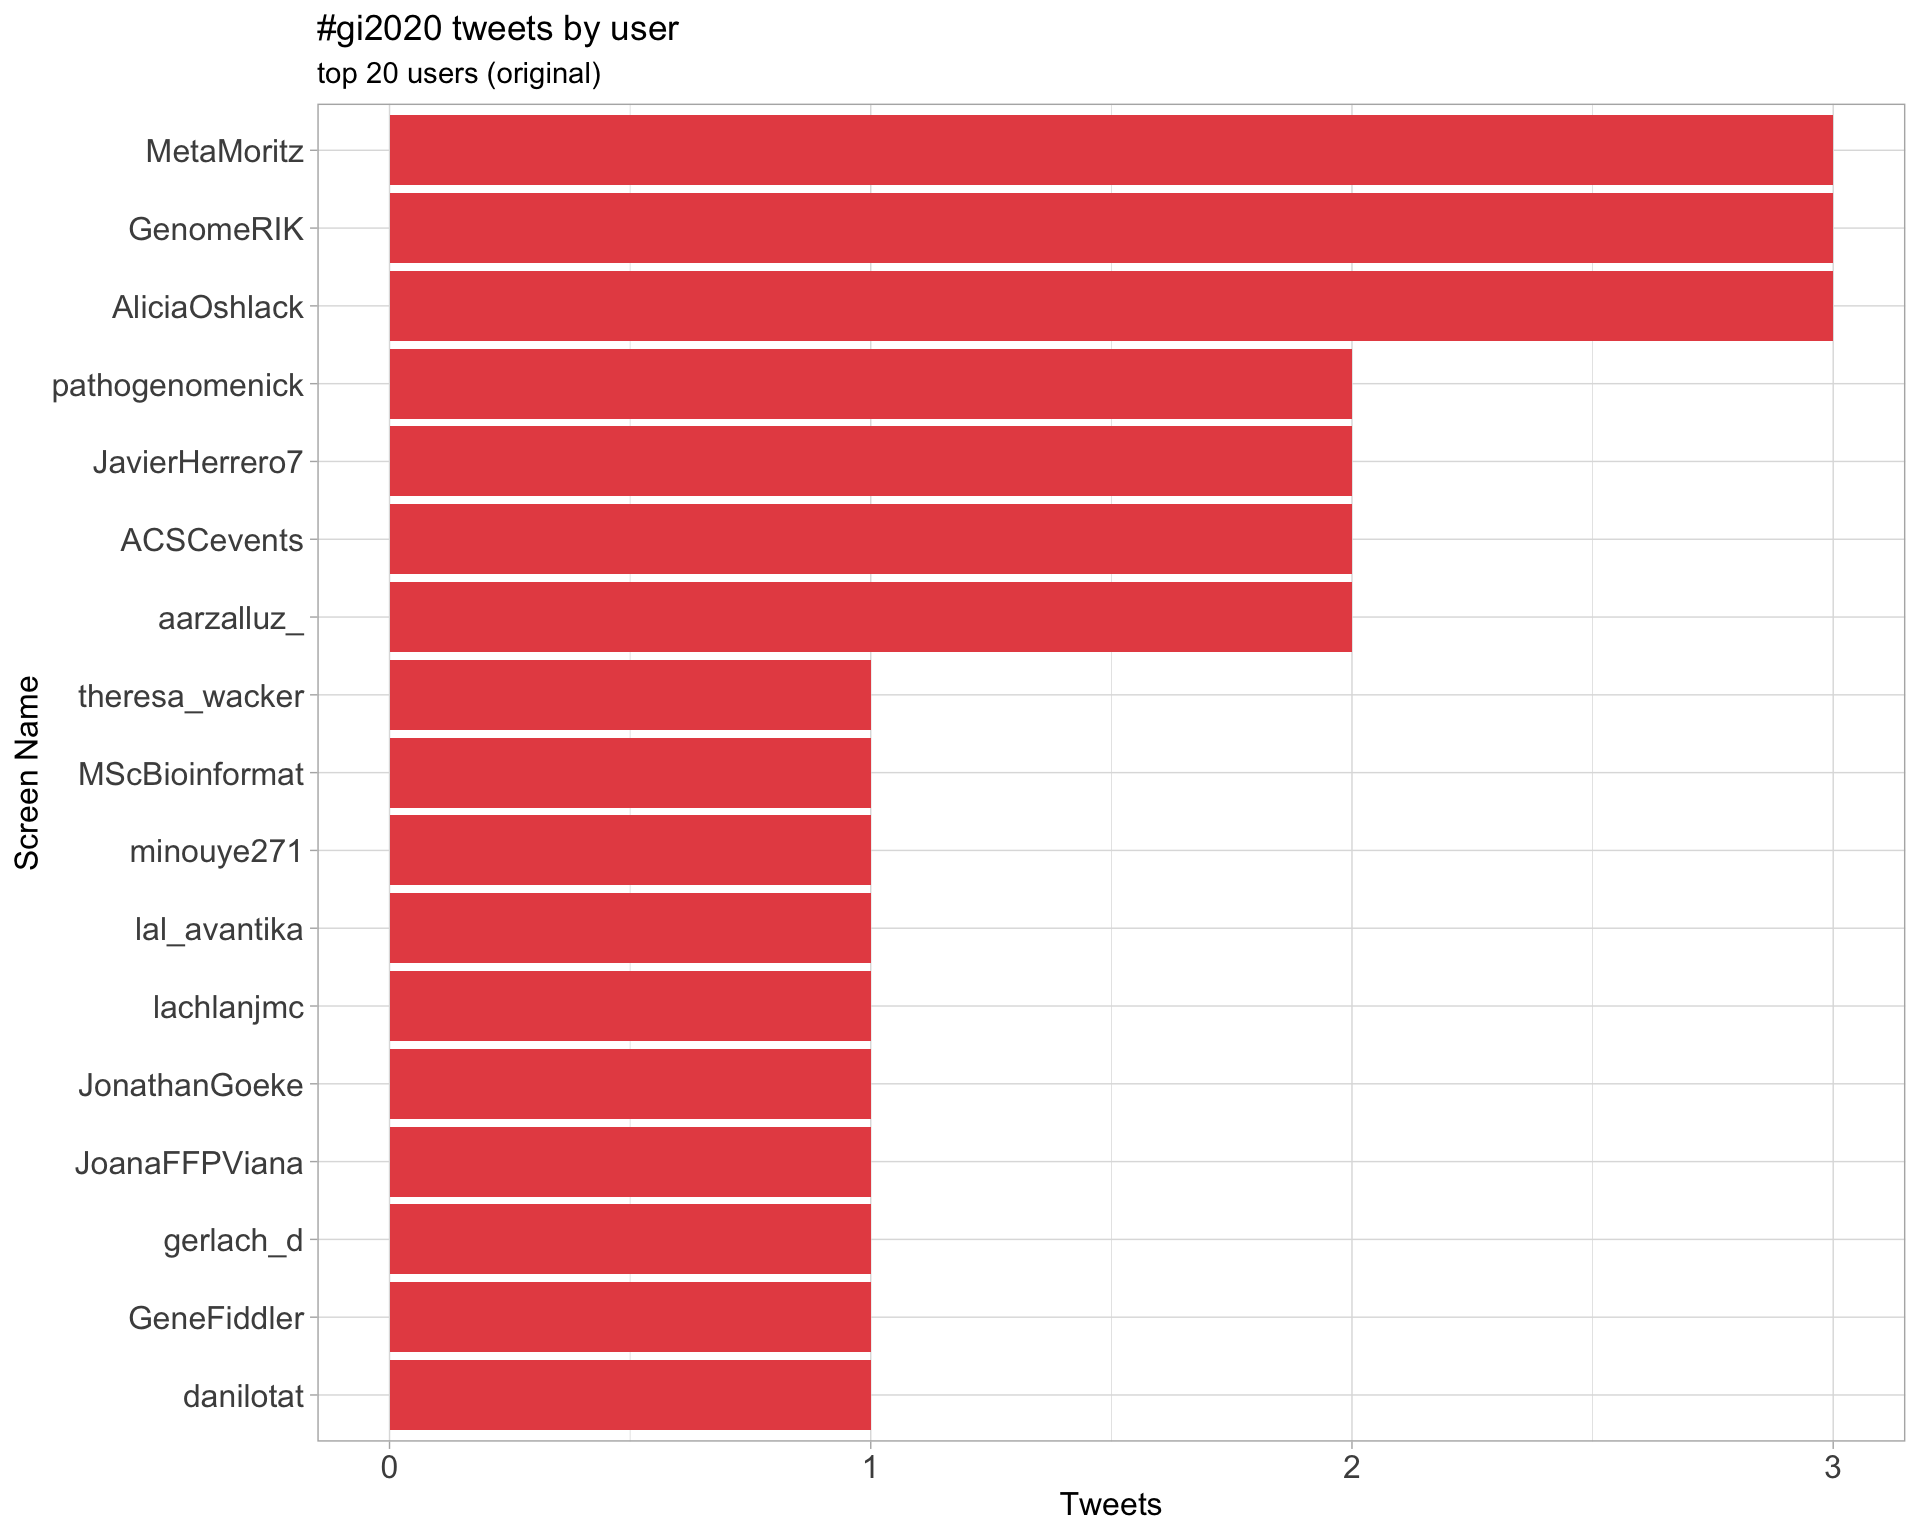 #gi2020 tweets by user
top 20 users (original)
MetaMoritz
GenomeRIK
AliciaOshlack
pathogenomenick
JavierHerrero7
ACSCevents
aarzalluz_
theresa_wacker
MScBioinformat
minouye271
lal_avantika
lachlanjmc
JonathanGoeke
JoanaFFPViana
gerlach_d
GeneFiddler
danilotat
Screen Name
0 1 2 3
Tweets